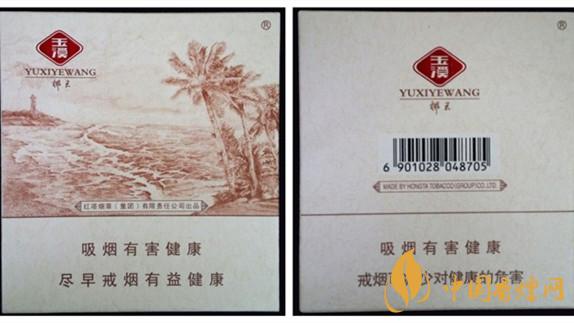 ®
玉溪
YUXIYEWANG
椰王
红塔烟草（集团）有限责任公司出品
吸烟有害健康
尽早戒烟有益健康
®
玉溪
YUXIYEWANG
椰王
6 901028 048705
MADE BY HONGTA TOBACCO(GROUP)CO.,LTD.
吸烟有害健康
戒烟 少对健康的危害
中国香烟网